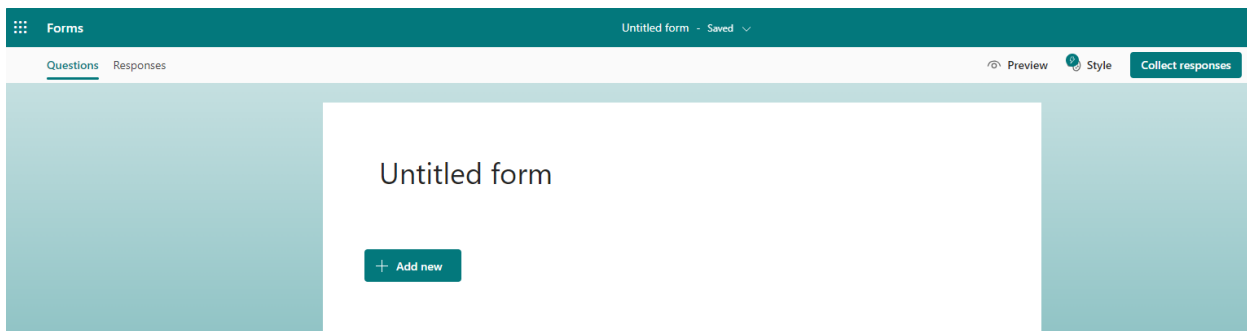 Forms
Untitled form - Saved
Questions Responses
Preview Style Collect responses
Untitled form
+ Add new